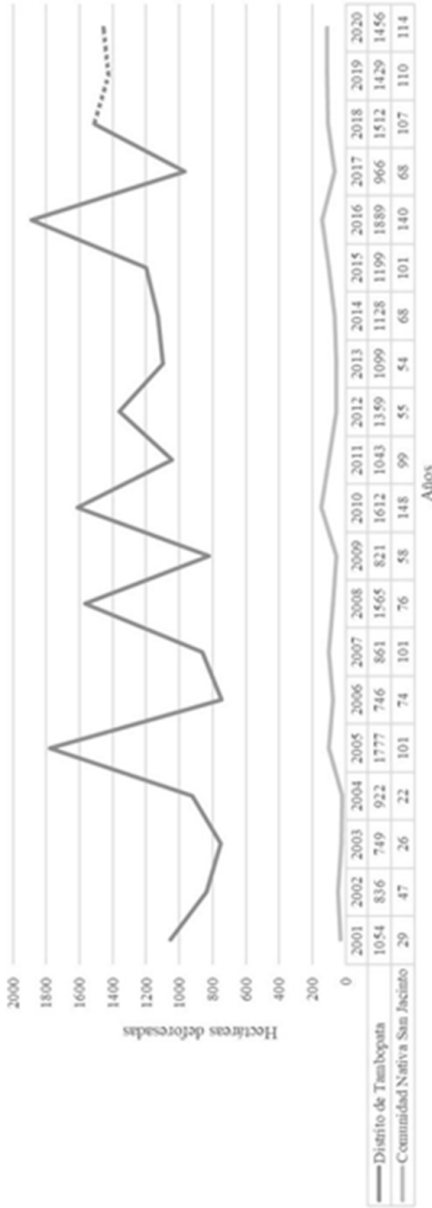 Hectáreas deforesadas
2000
1800
1600
1400
1200
1000
800
600
400
200
0
2001 2002 2003 2004 2005 2006 2007 2008 2009 2010 2011 2012 2013 2014 2015 2016 2017 2018 2019 2020
Distrito de Tambopata 1054 836 749 922 1777 746 861 1565 821 1612 1043 1359 1099 1128 1199 1889 966 1512 1429 1456
Comunidad Nativa San Jacinto 29 47 26 22 101 74 101 76 58 148 99 55 54 68 101 140 68 107 110 114
Años